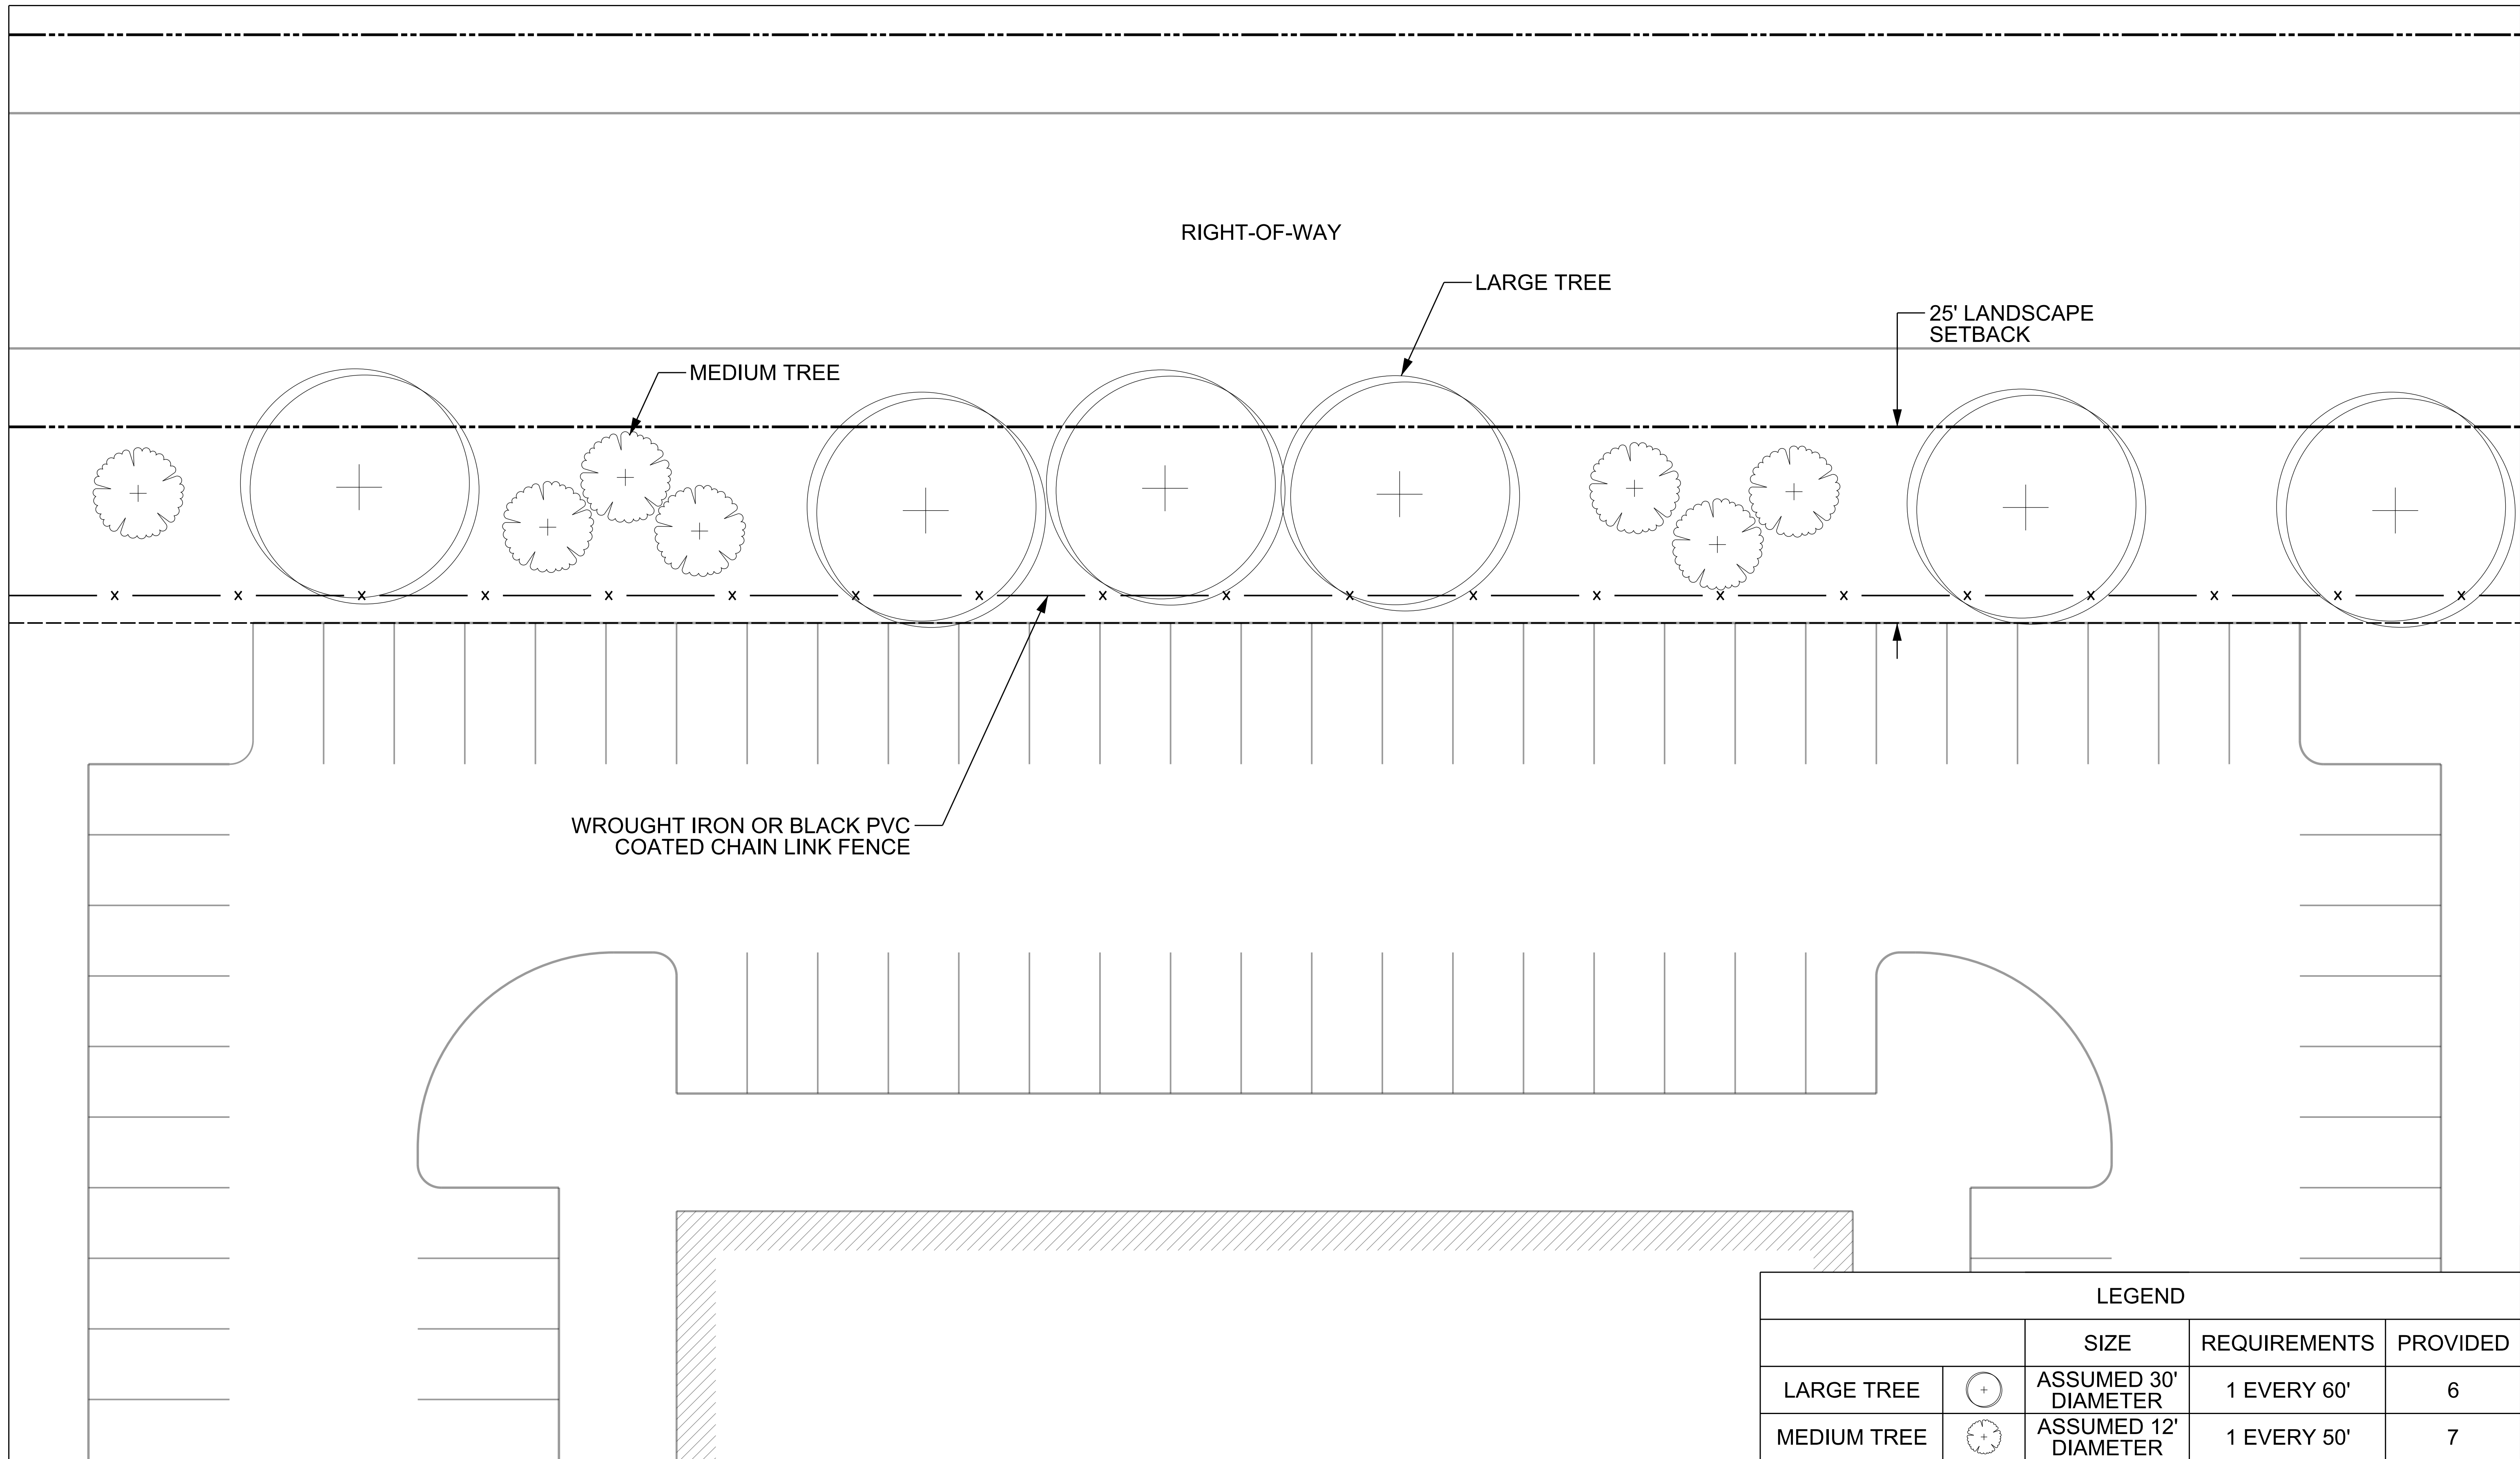 RIGHT-OF-WAY
LARGE TREE
25' LANDSCAPE
SETBACK
MEDIUM TREE
WROUGHT IRON OR BLACK PVC
COATED CHAIN LINK FENCE
LEGEND
SIZE REQUIREMENTS PROVIDED
LARGE TREE ASSUMED 30' DIAMETER 1 EVERY 60' 6
MEDIUM TREE ASSUMED 12' DIAMETER 1 EVERY 50' 7